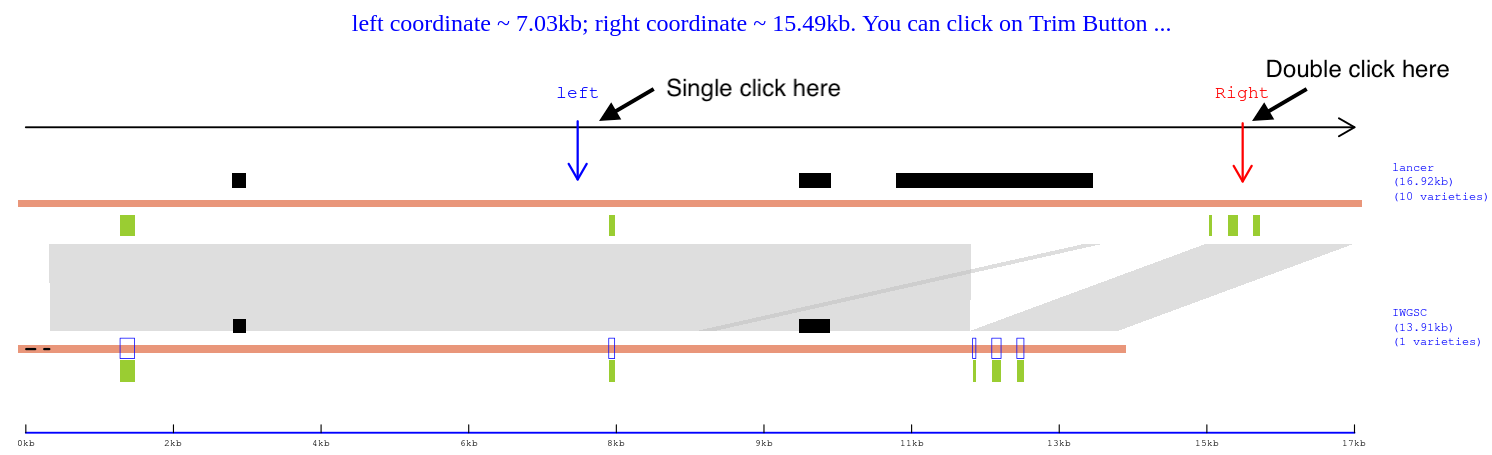 left coordinate ~ 7.03kb; right coordinate ~ 15.49kb. You can click on Trim Button ...
Double click here
left
Single click here
Right
lancer
(16.92kb)
(10 varieties)
IWGSC
(13.91kb)
(1 varieties)
0kb 2kb 4kb 6kb 8kb 9kb 11kb 13kb 15kb 17kb